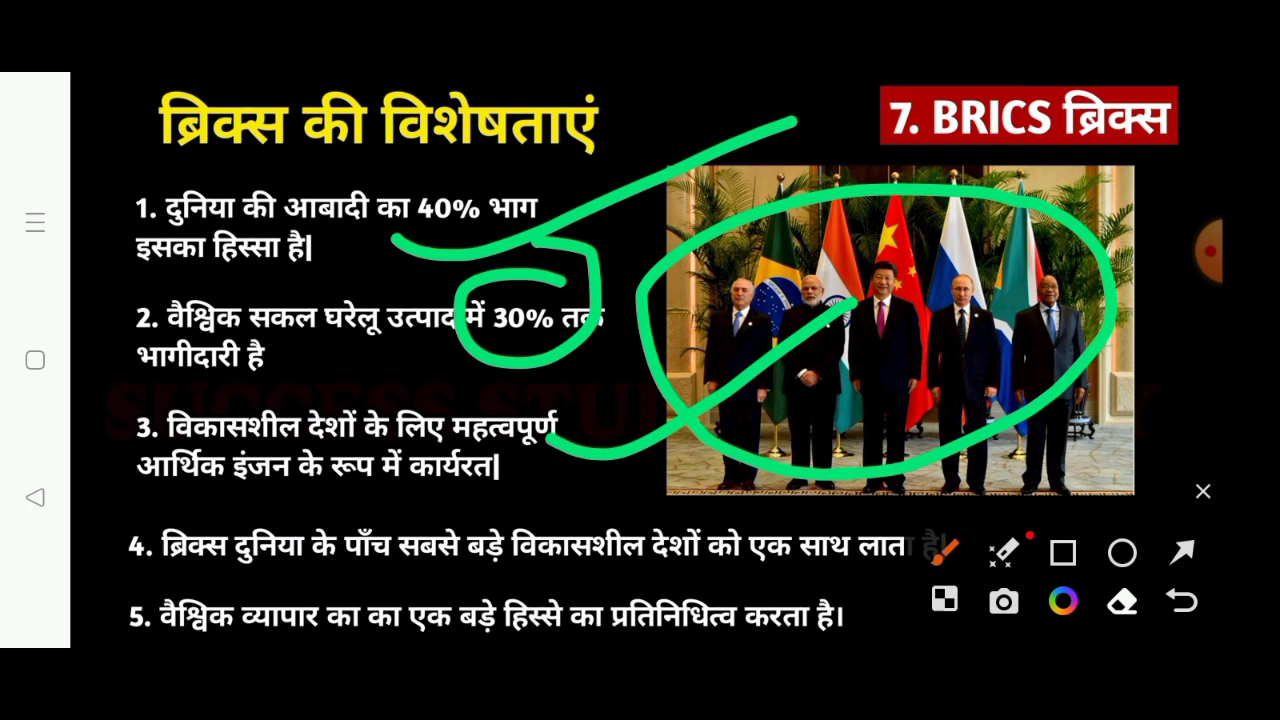 ब्रिक्स की विशेषताएं
7. BRICS ब्रिक्स
1. दुनिया की आबादी का 40% भाग
इसका हिस्सा है|
2. वैश्विक सकल घरेलू उत्पाद में 30% तक
भागीदारी है
3. विकासशील देशों के लिए महत्वपूर्ण
आर्थिक इंजन के रूप में कार्यरत|
4. ब्रिक्स दुनिया के पाँच सबसे बड़े विकासशील देशों को एक साथ लाता है|
5. वैश्विक व्यापार का का एक बड़े हिस्से का प्रतिनिधित्व करता है।